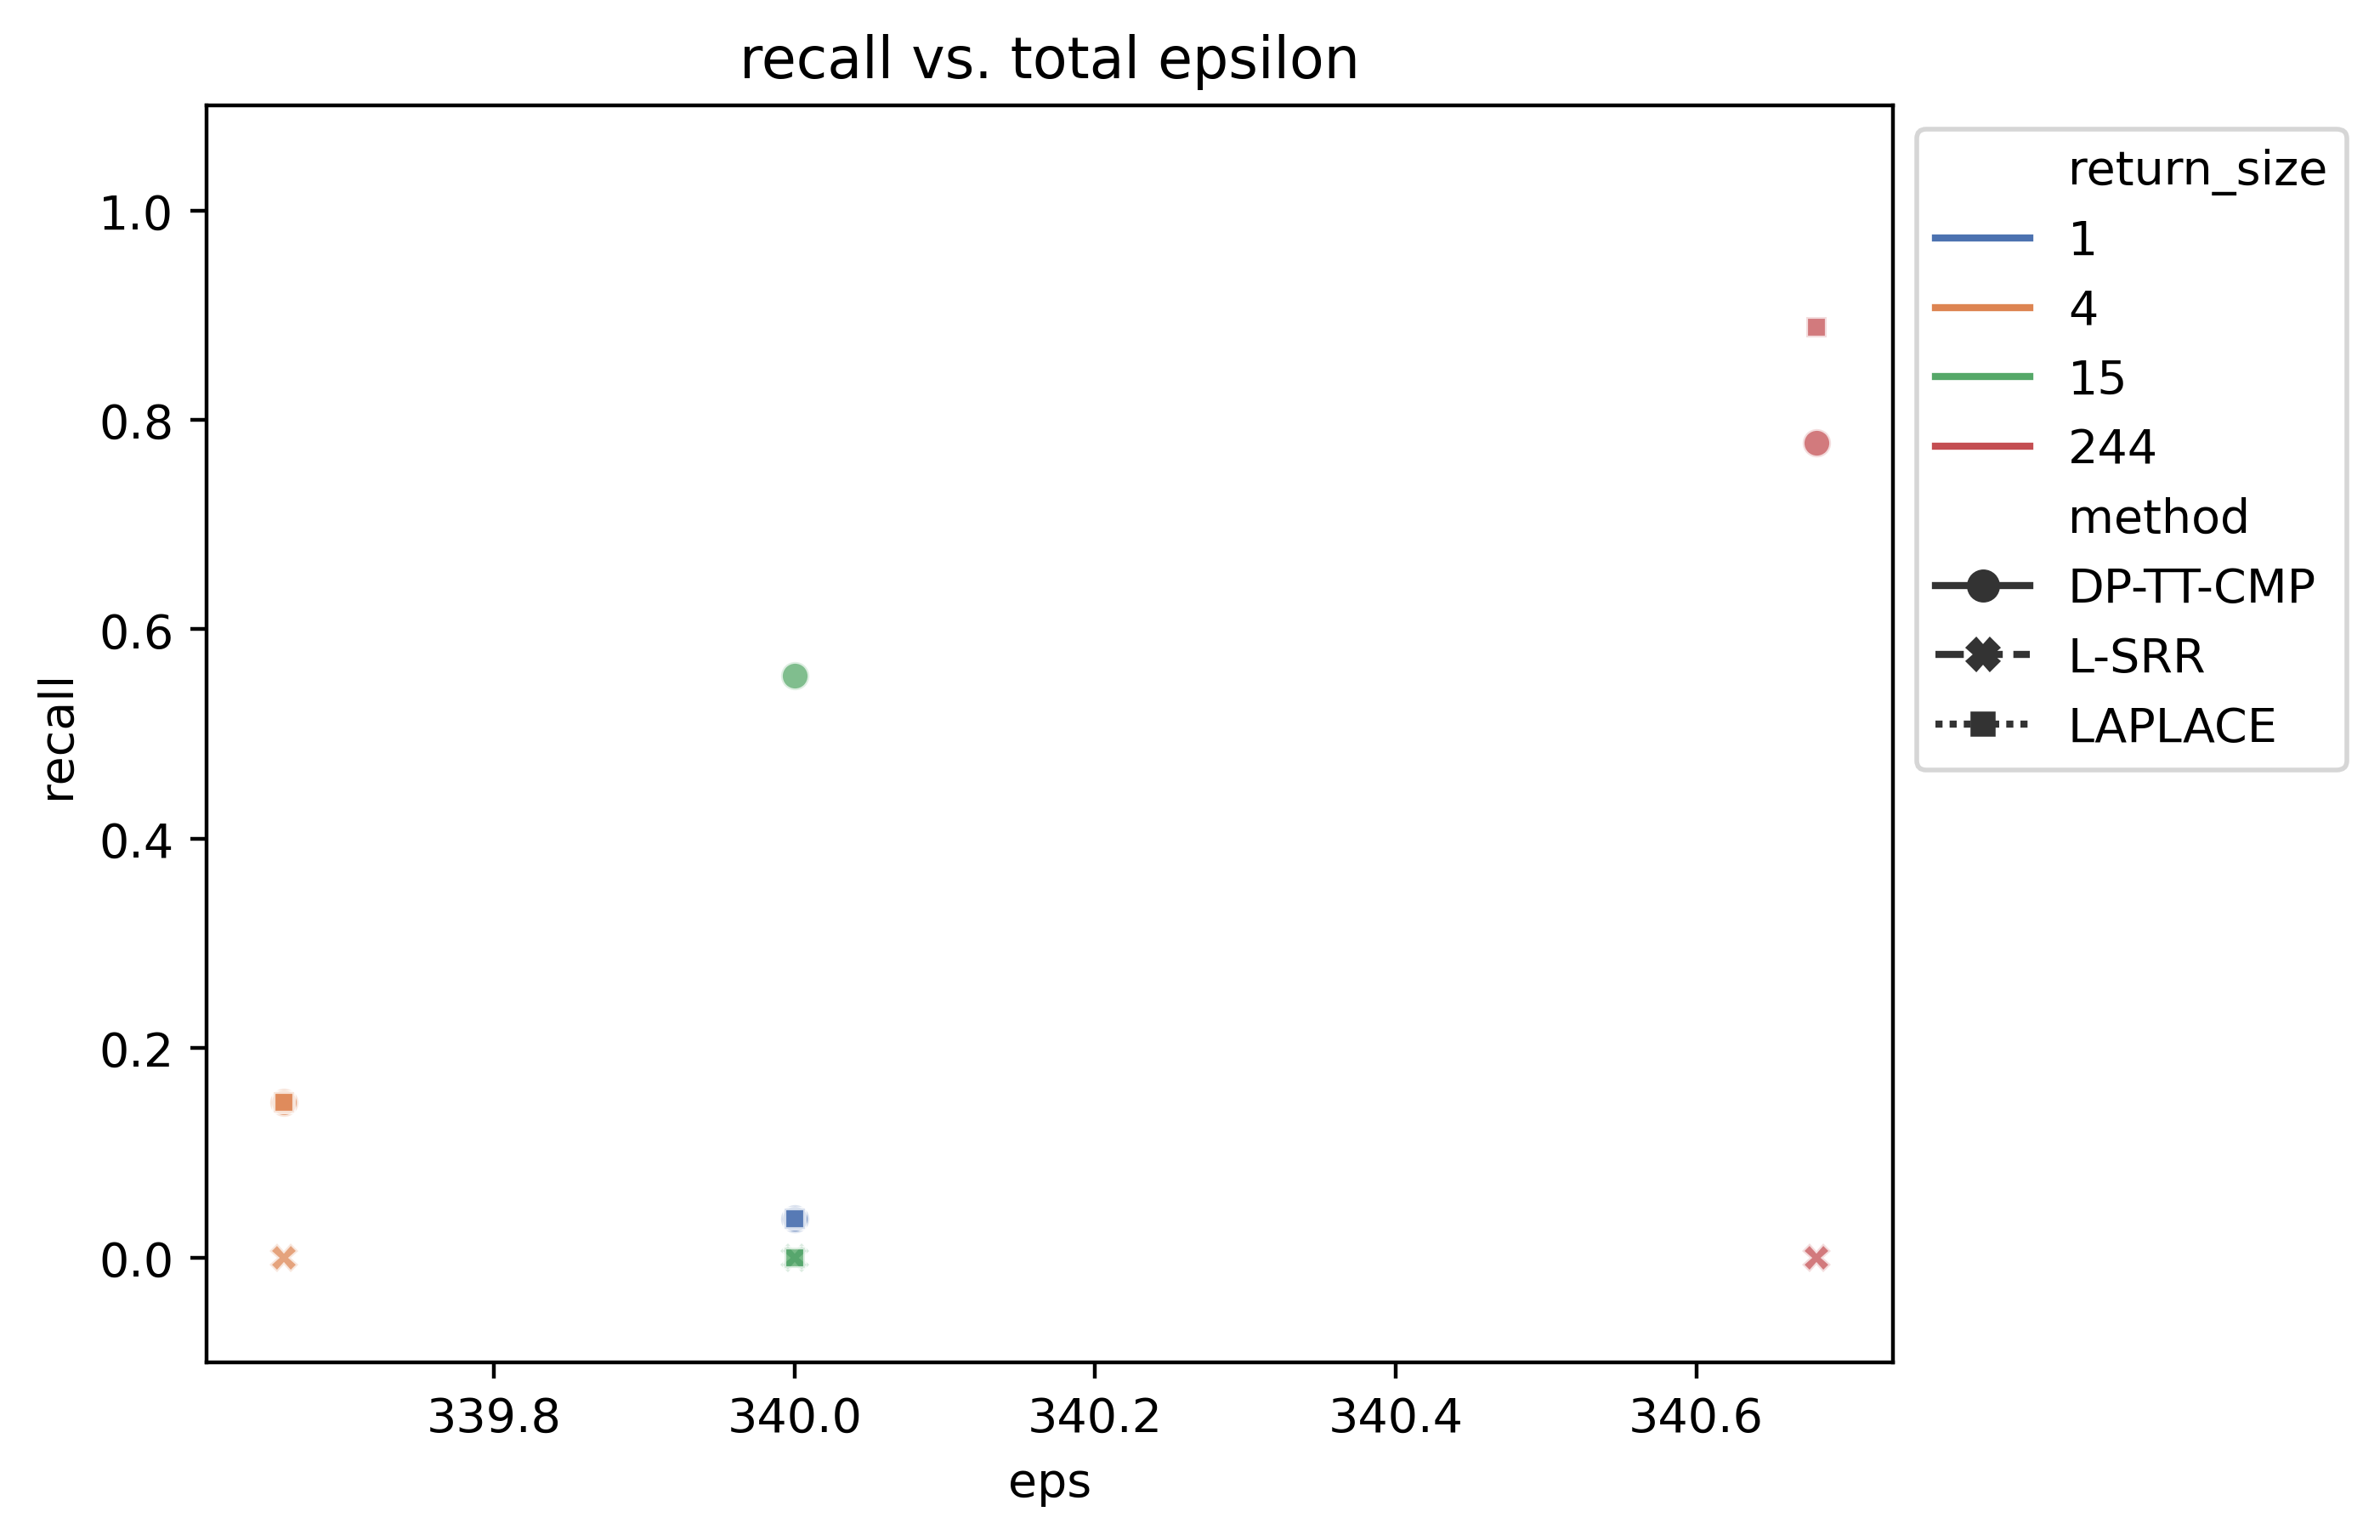 recall vs. total epsilon
recall
1.0
0.8
0.6
0.4
0.2
0.0
339.8 340.0 340.2 340.4 340.6
eps
return_size
1
4
15
244
method
DP-TT-CMP
L-SRR
LAPLACE